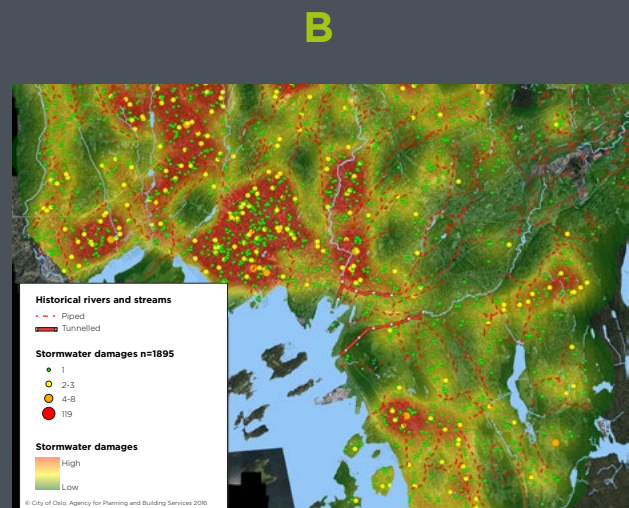 B
Historical rivers and streams
Piped
Tunnelled
Stormwater damages n=1895
1
2-3
4-8
119
Stormwater damages
High
Low
© City of Oslo, Agency for Planning and Building Services 2016